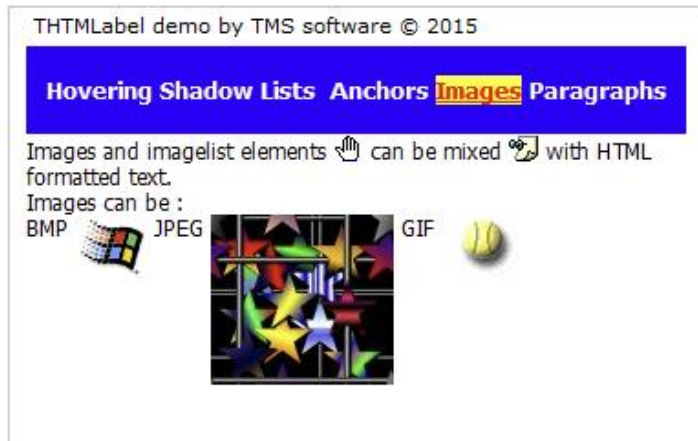 THTMLabel demo by TMS software © 2015
Hovering Shadow Lists Anchors Images Paragraphs
Images and imagelist elements can be mixed with HTML
formatted text.
Images can be :
BMP JPEG GIF